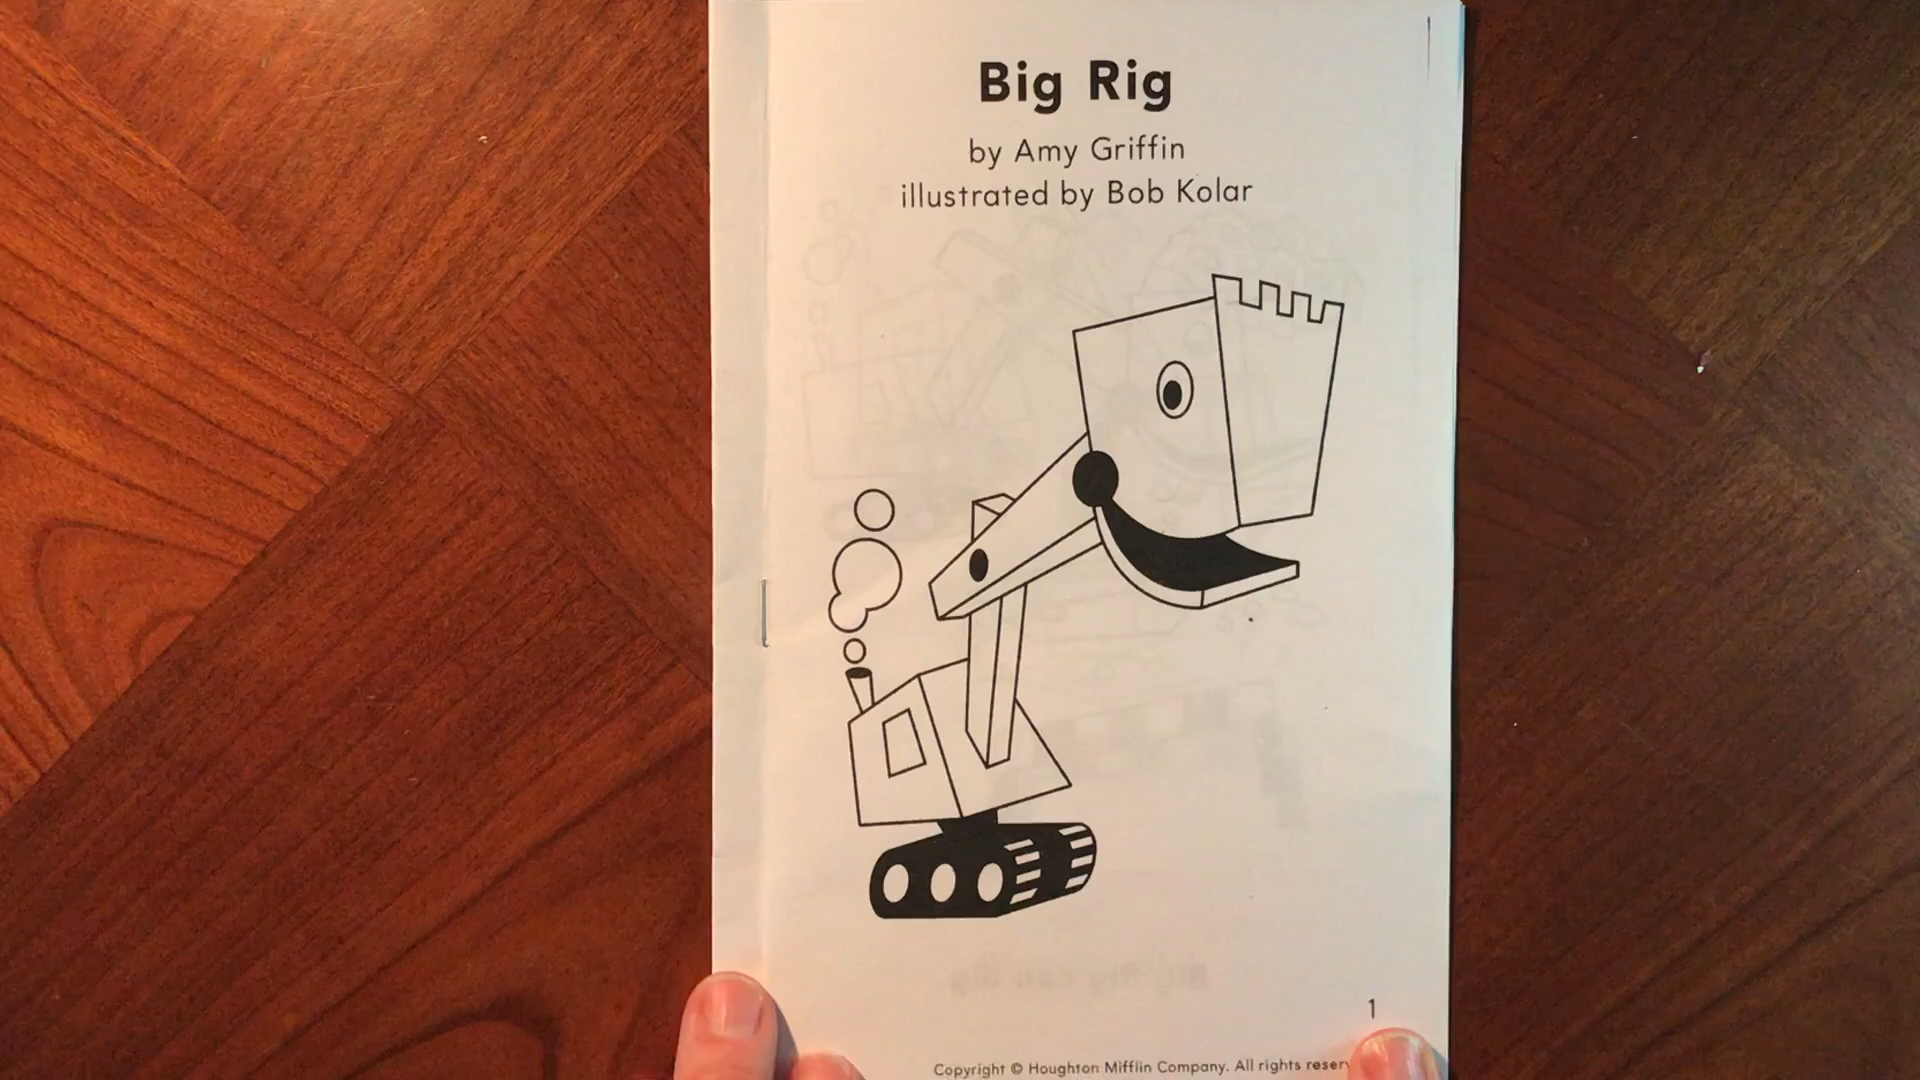 Big Rig
by Amy Griffin
illustrated by Bob Kolar
1
Copyright © Houghton Mifflin Company. All rights